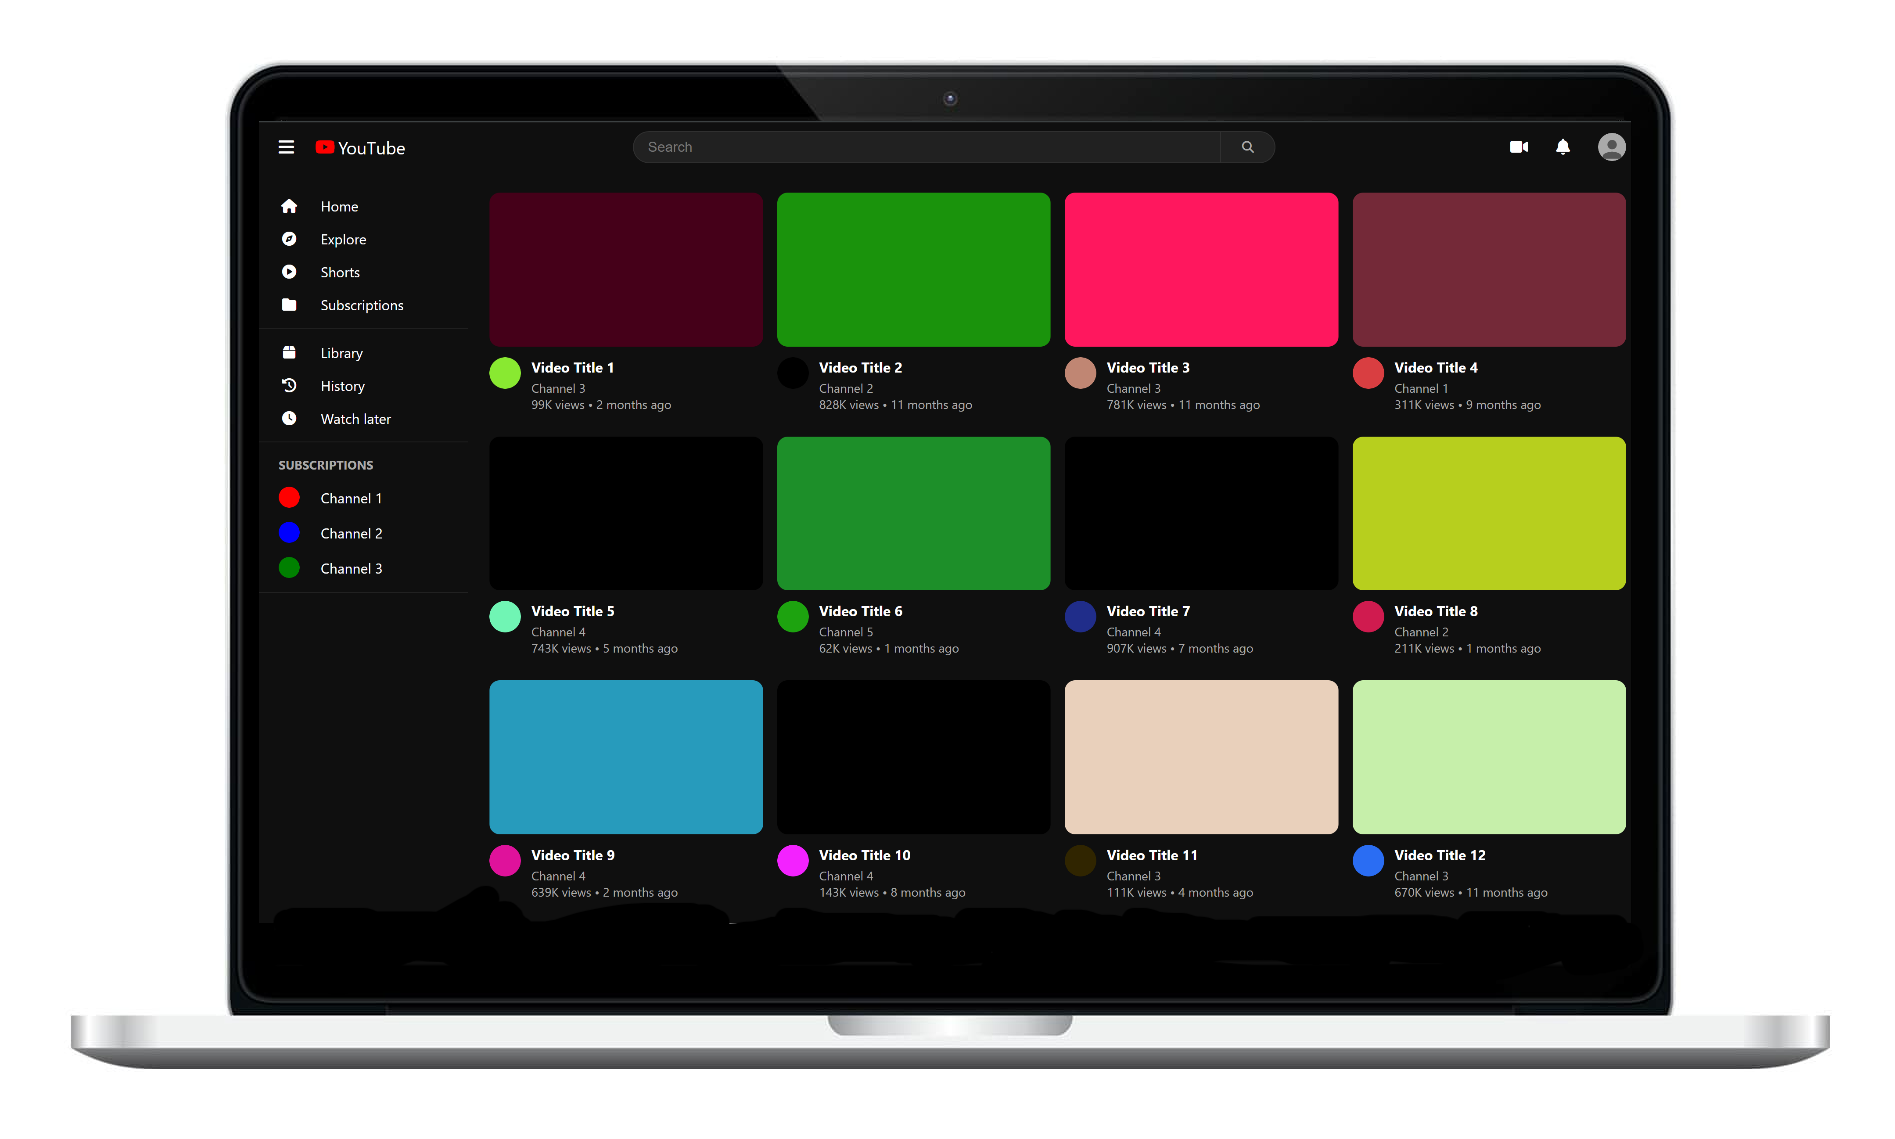 YouTube
Search
Home
Explore
Shorts
Subscriptions
Library
History
Watch later
SUBSCRIPTIONS
Channel 1
Channel 2
Channel 3
Video Title 1
Channel 3
99K views • 2 months ago
Video Title 2
Channel 2
828K views • 11 months ago
Video Title 3
Channel 3
781K views • 11 months ago
Video Title 4
Channel 1
311K views • 9 months ago
Video Title 5
Channel 4
743K views • 5 months ago
Video Title 6
Channel 5
62K views • 1 months ago
Video Title 7
Channel 4
907K views • 7 months ago
Video Title 8
Channel 2
211K views • 1 months ago
Video Title 9
Channel 4
639K views • 2 months ago
Video Title 10
Channel 4
143K views • 8 months ago
Video Title 11
Channel 3
111K views • 4 months ago
Video Title 12
Channel 3
670K views • 11 months ago